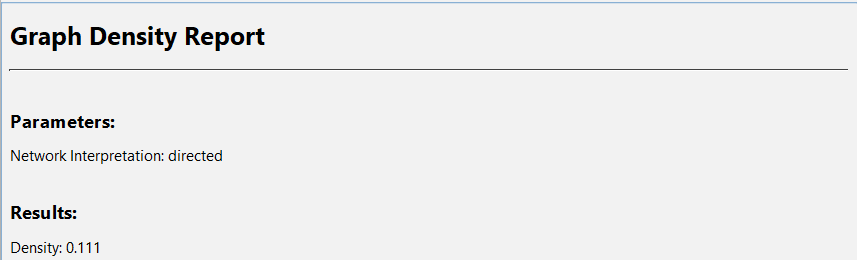 Graph Density Report
Parameters:
Network Interpretation: directed
Results:
Density: 0.111